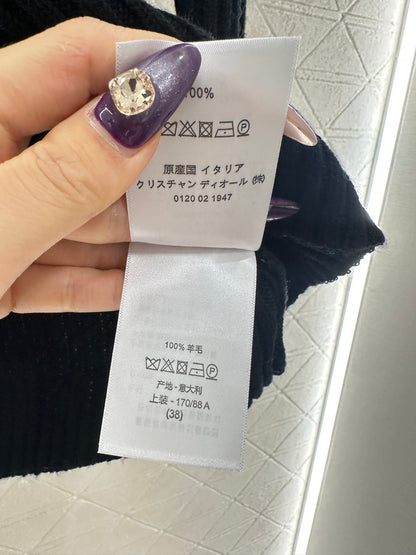 100%
原産国 イタリア
クリスチャン ディオール (株)
0120 02 1947
100% 羊毛
产地 - 意大利
上装 - 170/88 A
(38)